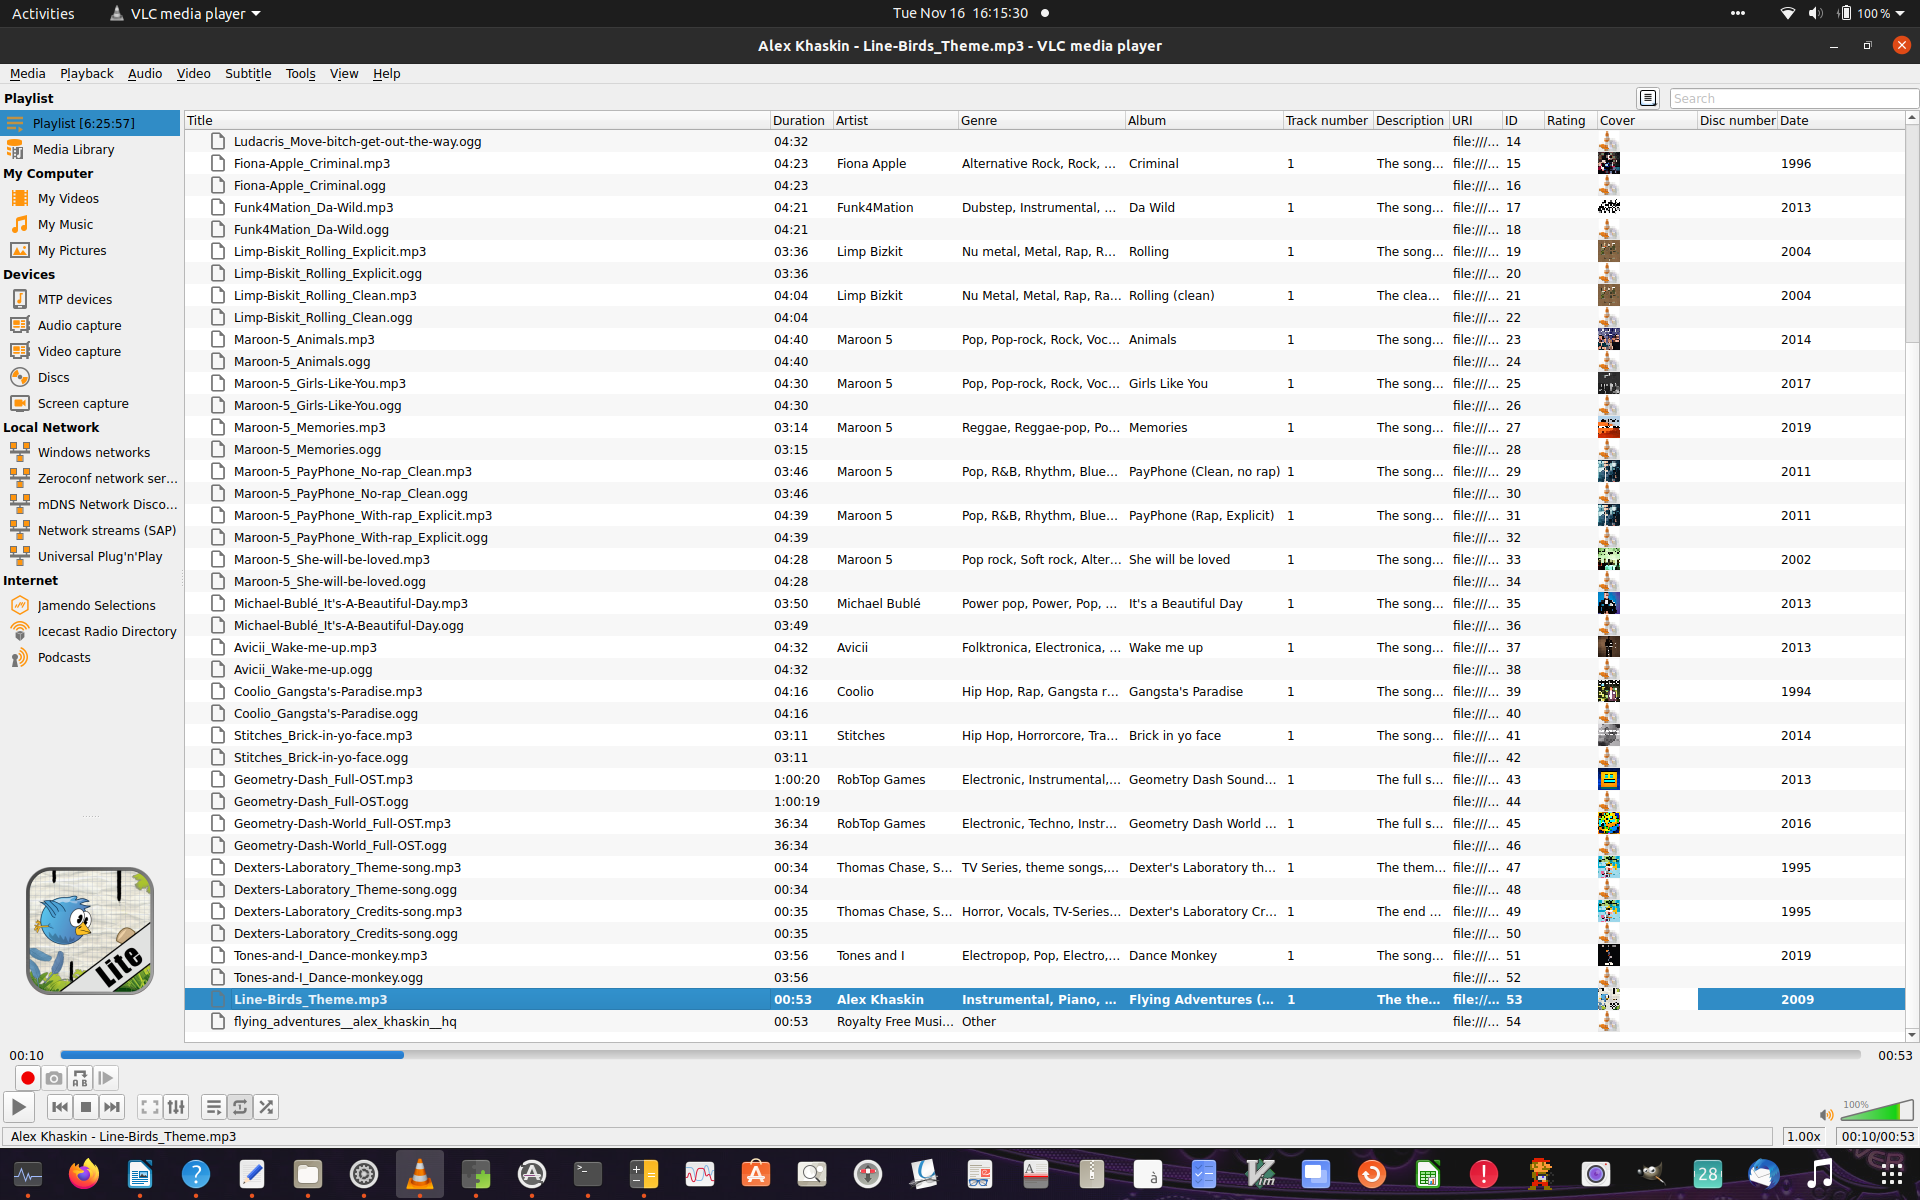 Activities VLC media player Tue Nov 16 16:15:30 100 %
Alex Khaskin - Line-Birds_Theme.mp3 - VLC media player
Media Playback Audio Video Subtitle Tools View Help
Playlist
Search
Playlist [6:25:57]
Media Library
My Computer
My Videos
My Music
My Pictures
Devices
MTP devices
Audio capture
Video capture
Discs
Screen capture
Local Network
Windows networks
Zeroconf network ser...
mDNS Network Disco...
Network streams (SAP)
Universal Plug'n'Play
Internet
Jamendo Selections
Icecast Radio Directory
Podcasts
Lite
Title Duration Artist Genre Album Track number Description URI ID Rating Cover Disc number Date
Ludacris_Move-bitch-get-out-the-way.ogg 04:32 file:///... 14
Fiona-Apple_Criminal.mp3 04:23 Fiona Apple Alternative Rock, Rock, ... Criminal 1 The song... file:///... 15 1996
Fiona-Apple_Criminal.ogg 04:23 file:///... 16
Funk4Mation_Da-Wild.mp3 04:21 Funk4Mation Dubstep, Instrumental, ... Da Wild 1 The song... file:///... 17 2013
Funk4Mation_Da-Wild.ogg 04:21 file:///... 18
Limp-Biskit_Rolling_Explicit.mp3 03:36 Limp Bizkit Nu metal, Metal, Rap, R... Rolling 1 The song... file:///... 19 2004
Limp-Biskit_Rolling_Explicit.ogg 03:36 file:///... 20
Limp-Biskit_Rolling_Clean.mp3 04:04 Limp Bizkit Nu Metal, Metal, Rap, Ra... Rolling (clean) 1 The clea... file:///... 21 2004
Limp-Biskit_Rolling_Clean.ogg 04:04 file:///... 22
Maroon-5_Animals.mp3 04:40 Maroon 5 Pop, Pop-rock, Rock, Voc... Animals 1 The song... file:///... 23 2014
Maroon-5_Animals.ogg 04:40 file:///... 24
Maroon-5_Girls-Like-You.mp3 04:30 Maroon 5 Pop, Pop-rock, Rock, Voc... Girls Like You 1 The song... file:///... 25 2017
Maroon-5_Girls-Like-You.ogg 04:30 file:///... 26
Maroon-5_Memories.mp3 03:14 Maroon 5 Reggae, Reggae-pop, Po... Memories 1 The song... file:///... 27 2019
Maroon-5_Memories.ogg 03:15 file:///... 28
Maroon-5_PayPhone_No-rap_Clean.mp3 03:46 Maroon 5 Pop, R&B, Rhythm, Blue... PayPhone (Clean, no rap) 1 The song... file:///... 29 2011
Maroon-5_PayPhone_No-rap_Clean.ogg 03:46 file:///... 30
Maroon-5_PayPhone_With-rap_Explicit.mp3 04:39 Maroon 5 Pop, R&B, Rhythm, Blue... PayPhone (Rap, Explicit) 1 The song... file:///... 31 2011
Maroon-5_PayPhone_With-rap_Explicit.ogg 04:39 file:///... 32
Maroon-5_She-will-be-loved.mp3 04:28 Maroon 5 Pop rock, Soft rock, Alter... She will be loved 1 The song... file:///... 33 2002
Maroon-5_She-will-be-loved.ogg 04:28 file:///... 34
Michael-Bublé_It's-A-Beautiful-Day.mp3 03:50 Michael Bublé Power pop, Power, Pop, ... It's a Beautiful Day 1 The song... file:///... 35 2013
Michael-Bublé_It's-A-Beautiful-Day.ogg 03:49 file:///... 36
Avicii_Wake-me-up.mp3 04:32 Avicii Folktronica, Electronica, ... Wake me up 1 The song... file:///... 37 2013
Avicii_Wake-me-up.ogg 04:32 file:///... 38
Coolio_Gangsta's-Paradise.mp3 04:16 Coolio Hip Hop, Rap, Gangsta r... Gangsta's Paradise 1 The song... file:///... 39 1994
Coolio_Gangsta's-Paradise.ogg 04:16 file:///... 40
Stitches_Brick-in-yo-face.mp3 03:11 Stitches Hip Hop, Horrorcore, Tra... Brick in yo face 1 The song... file:///... 41 2014
Stitches_Brick-in-yo-face.ogg 03:11 file:///... 42
Geometry-Dash_Full-OST.mp3 1:00:20 RobTop Games Electronic, Instrumental,... Geometry Dash Sound... 1 The full s... file:///... 43 2013
Geometry-Dash_Full-OST.ogg 1:00:19 file:///... 44
Geometry-Dash-World_Full-OST.mp3 36:34 RobTop Games Electronic, Techno, Instr... Geometry Dash World ... 1 The full s... file:///... 45 2016
Geometry-Dash-World_Full-OST.ogg 36:34 file:///... 46
Dexters-Laboratory_Theme-song.mp3 00:34 Thomas Chase, S... TV Series, theme songs,... Dexter's Laboratory th... 1 The them... file:///... 47 1995
Dexters-Laboratory_Theme-song.ogg 00:34 file:///... 48
Dexters-Laboratory_Credits-song.mp3 00:35 Thomas Chase, S... Horror, Vocals, TV-Series... Dexter's Laboratory Cr... 1 The end ... file:///... 49 1995
Dexters-Laboratory_Credits-song.ogg 00:35 file:///... 50
Tones-and-I_Dance-monkey.mp3 03:56 Tones and I Electropop, Pop, Electro,... Dance Monkey 1 The song... file:///... 51 2019
Tones-and-I_Dance-monkey.ogg 03:56 file:///... 52
Line-Birds_Theme.mp3 00:53 Alex Khaskin Instrumental, Piano, ... Flying Adventures (... 1 The the... file://... 53 2009
flying_adventures__alex_khaskin__hq 00:53 Royalty Free Musi... Other file:///... 54
00:10 00:53
A B
100%
Alex Khaskin - Line-Birds_Theme.mp3 1.00x 00:10/00:53
28